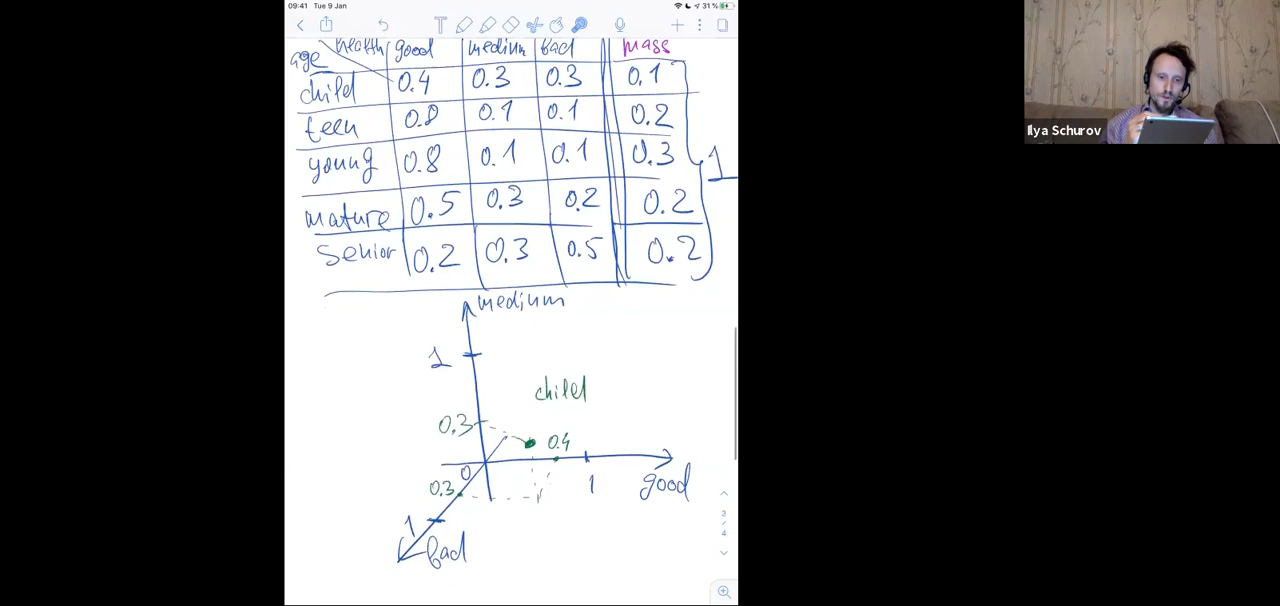 09:41 Tue 9 Jan
31%
T
age health good medium bad mass
child 0.4 0.3 0.3 0.1
teen 0.8 0.1 0.1 0.2
young 0.8 0.1 0.1 0.3
1
mature 0.5 0.3 0.2 0.2
senior 0.2 0.3 0.5 0.2
medium
1
child
0.3
0.4
0
0.3
1
good
1
bad
3
/
4
Ilya Schurov